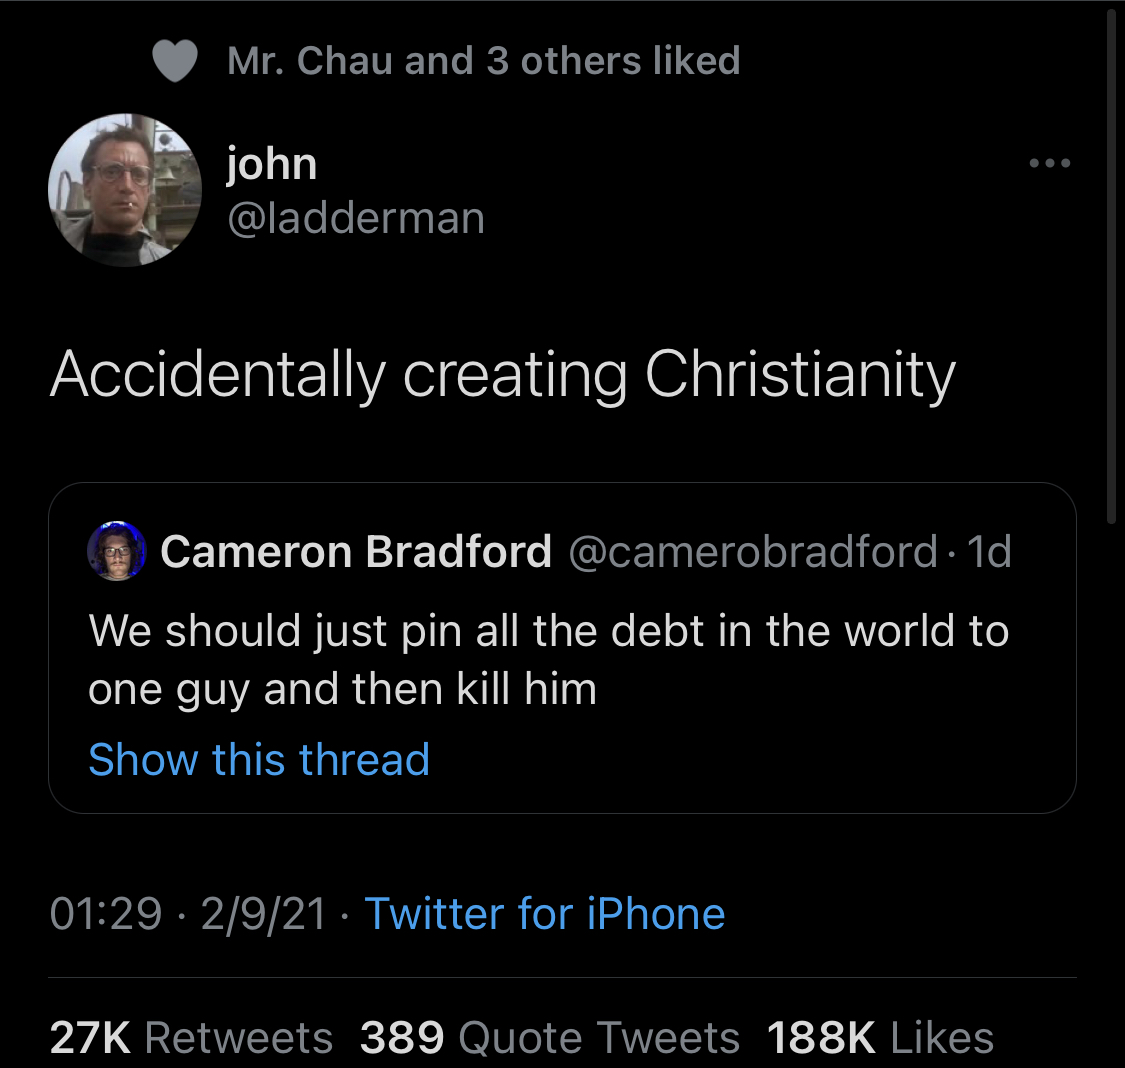 Mr. Chau and 3 others liked
john
@ladderman
Accidentally creating Christianity
Cameron Bradford @camerobradford · 1d
We should just pin all the debt in the world to
one guy and then kill him
Show this thread
01:29 · 2/9/21 · Twitter for iPhone
27K Retweets 389 Quote Tweets 188K Likes